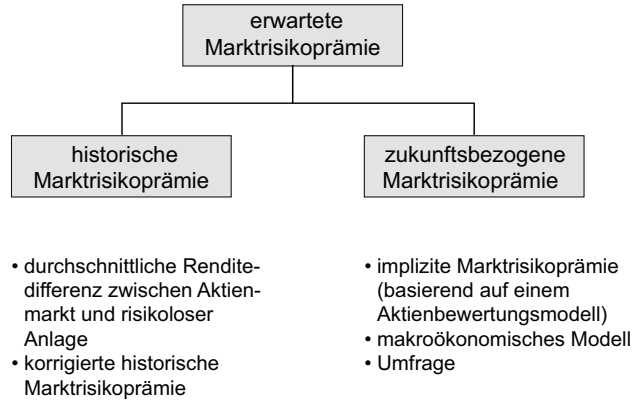 erwartete
Marktrisikoprämie
historische
Marktrisikoprämie
zukunftsbezogene
Marktrisikoprämie
• durchschnittliche Rendite-
differenz zwischen Aktien-
markt und risikoloser
Anlage
• korrigierte historische
Marktrisikoprämie
• implizite Marktrisikoprämie
(basierend auf einem
Aktienbewertungsmodell)
• makroökonomisches Modell
• Umfrage